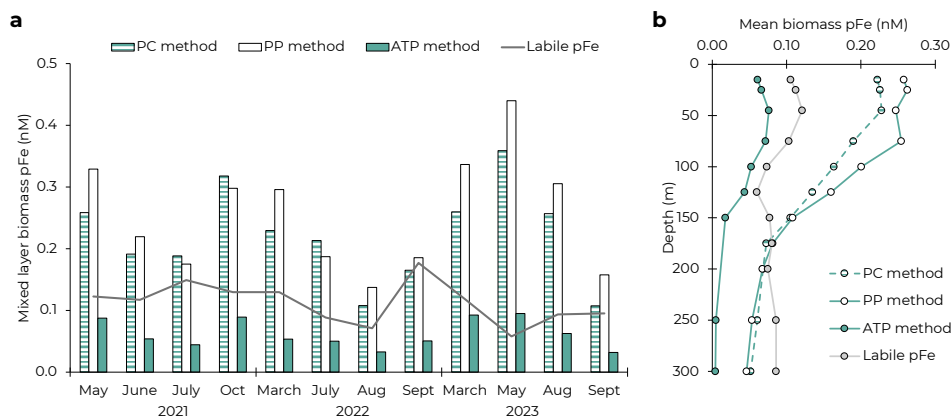 a
PC method PP method ATP method Labile pFe
Mixed layer biomass pFe (nM)
0.5
0.4
0.3
0.2
0.1
0.0
May June July Oct March July Aug Sept March May Aug Sept
2021 2022 2023
b
Mean biomass pFe (nM)
0.00 0.10 0.20 0.30
Depth (m)
0
50
100
150
200
250
300
PC method
PP method
ATP method
Labile pFe